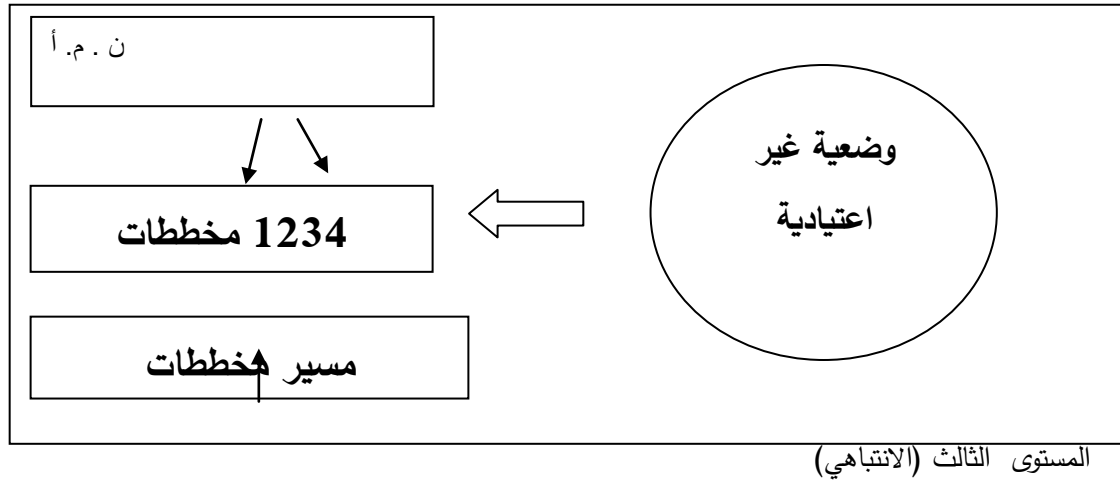 ن . م. أ
وضعية غير
اعتيادية
1234 مخططات
مسير مخططات
المستوى الثالث (الانتباهي)